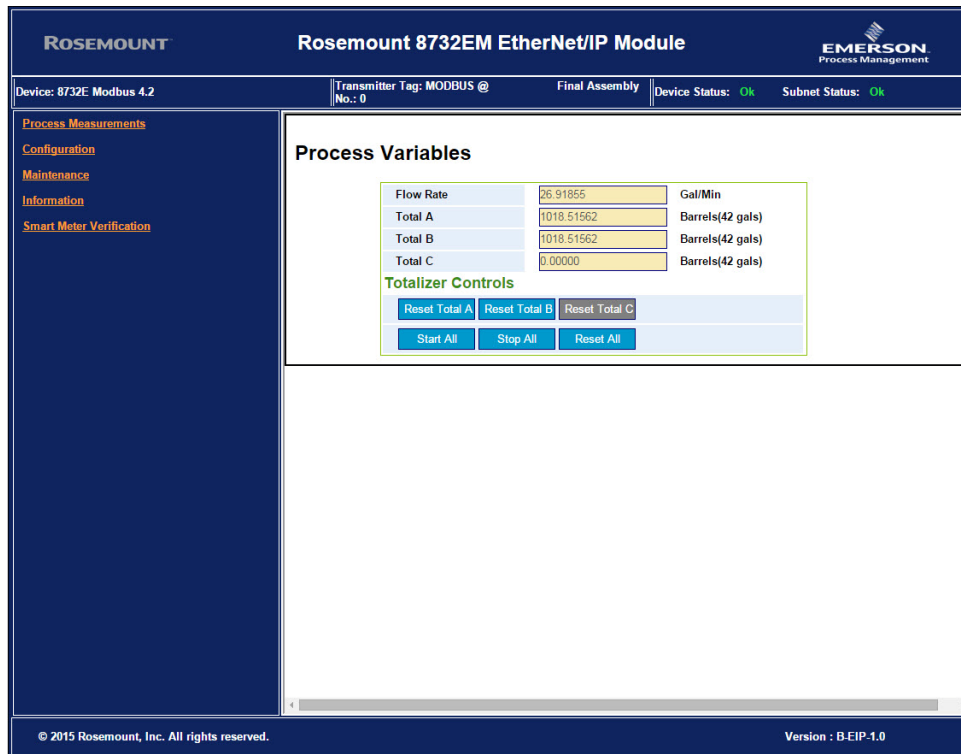 ROSEMOUNT™
Rosemount 8732EM EtherNet/IP Module
EMERSON™
Process Management
Device: 8732E Modbus 4.2
Transmitter Tag: MODBUS @ Final Assembly
No.: 0
Device Status: Ok
Subnet Status: Ok
Process Measurements
Configuration
Maintenance
Information
Smart Meter Verification
Process Variables
Flow Rate 26.91855 Gal/Min
Total A 1018.51562 Barrels(42 gals)
Total B 1018.51562 Barrels(42 gals)
Total C 0.00000 Barrels(42 gals)
Totalizer Controls
Reset Total A Reset Total B Reset Total C
Start All Stop All Reset All
© 2015 Rosemount, Inc. All rights reserved.
Version : B-EIP-1.0